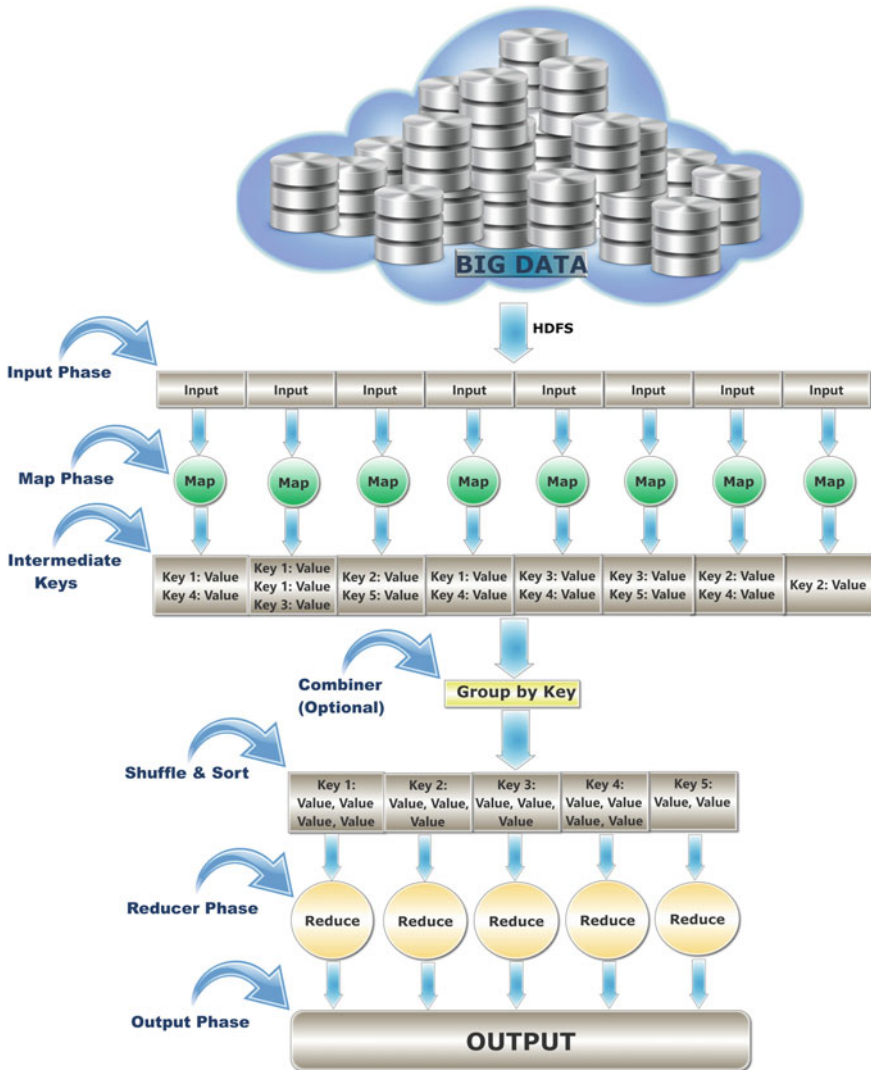 BIG DATA
HDFS
Input Phase
Input Input Input Input Input Input Input Input
Map Phase
Map Map Map Map Map Map Map Map
Intermediate
Keys
Key 1: Value
Key 4: Value
Key 1: Value
Key 1: Value
Key 3: Value
Key 2: Value
Key 5: Value
Key 1: Value
Key 4: Value
Key 3: Value
Key 4: Value
Key 3: Value
Key 5: Value
Key 2: Value
Key 4: Value
Key 2: Value
Combiner
(Optional)
Group by Key
Shuffle & Sort
Key 1:
Value, Value
Value, Value
Key 2:
Value, Value,
Value
Key 3:
Value, Value,
Value
Key 4:
Value, Value
Value, Value
Key 5:
Value, Value
Reducer Phase
Reduce Reduce Reduce Reduce Reduce
Output Phase
OUTPUT